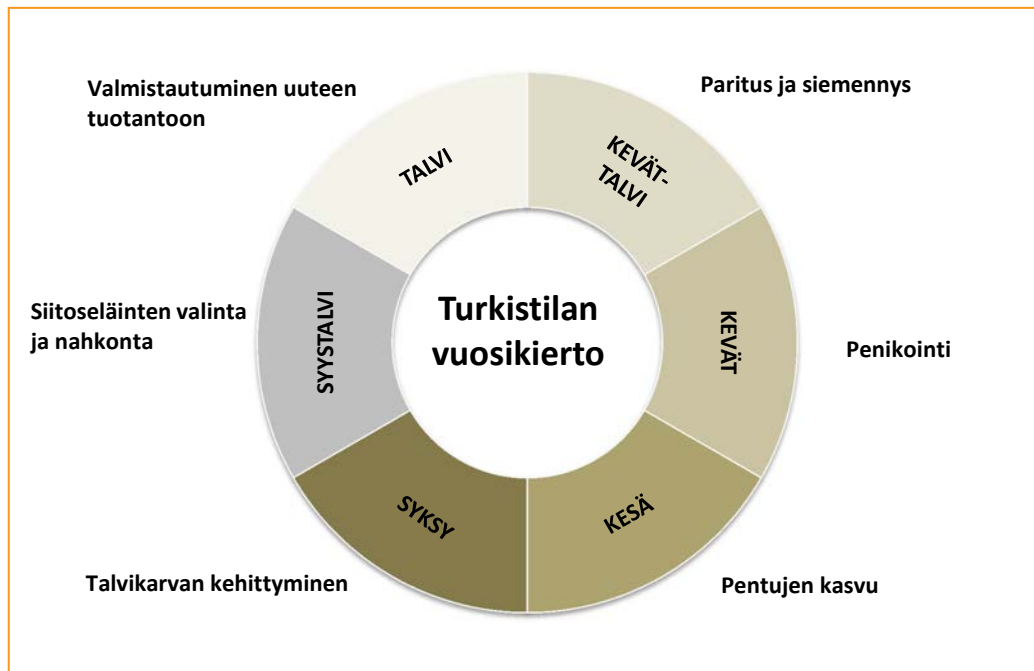 Valmistautuminen uuteen
tuotantoon
Paritus ja siemennys
TALVI
KEVÄT-
TALVI
Siitoseläinten valinta
ja nahkonta
SYYSTALVI
Turkistilan
vuosikierto
KEVÄT
Penikointi
SYKSY
KESÄ
Talvikarvan kehittyminen
Pentujen kasvu